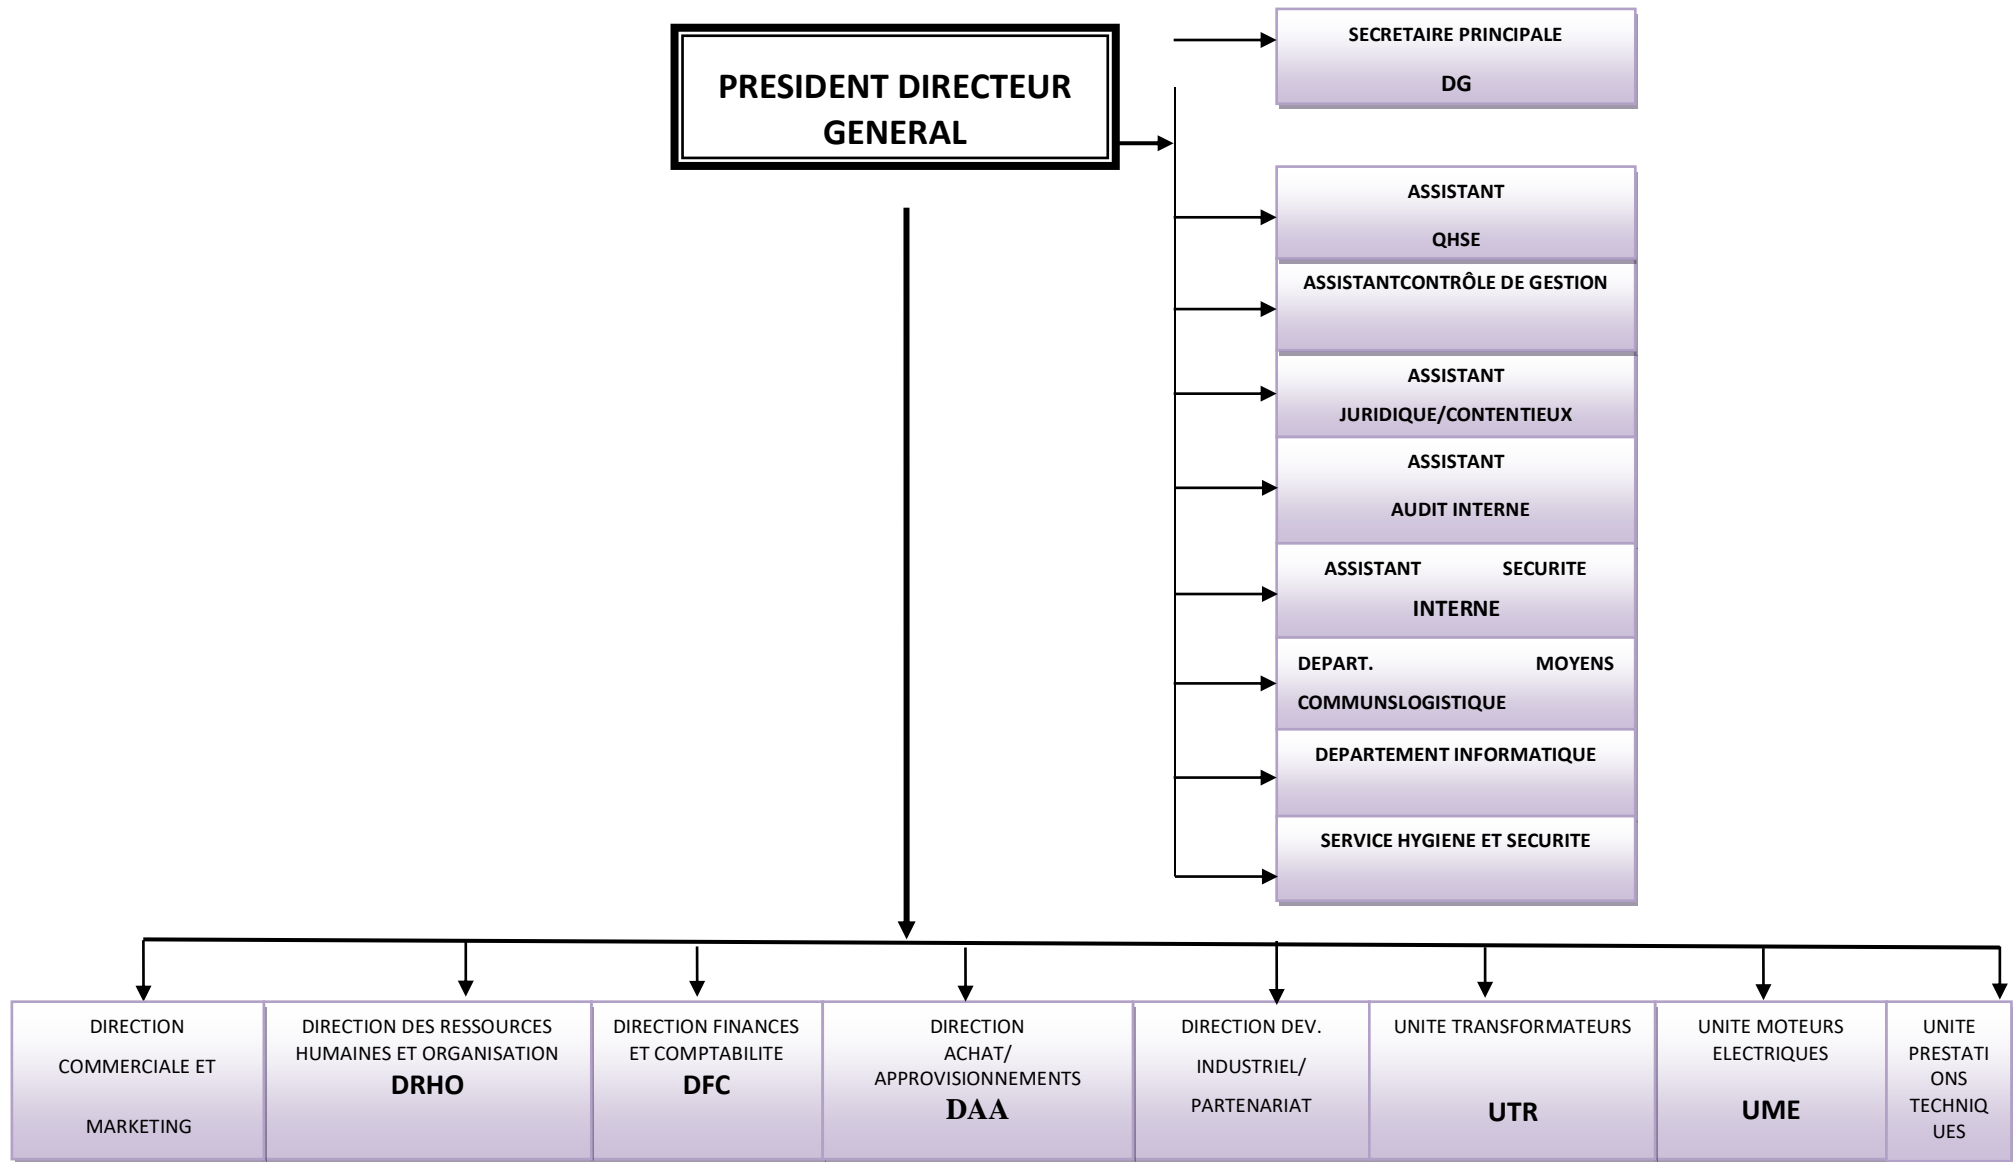 PRESIDENT DIRECTEUR
GENERAL
SECRETAIRE PRINCIPALE
DG
ASSISTANT
QHSE
ASSISTANTCONTRÔLE DE GESTION
ASSISTANT
JURIDIQUE/CONTENTIEUX
ASSISTANT
AUDIT INTERNE
ASSISTANT SECURITE
INTERNE
DEPART. MOYENS
COMMUNSLOGISTIQUE
DEPARTEMENT INFORMATIQUE
SERVICE HYGIENE ET SECURITE
DIRECTION
COMMERCIALE ET
MARKETING
DIRECTION DES RESSOURCES
HUMAINES ET ORGANISATION
DRHO
DIRECTION FINANCES
ET COMPTABILITE
DFC
DIRECTION
ACHAT/
APPROVISIONNEMENTS
DAA
DIRECTION DEV.
INDUSTRIEL/
PARTENARIAT
UNITE TRANSFORMATEURS
UTR
UNITE MOTEURS
ELECTRIQUES
UME
UNITE
PRESTATI
ONS
TECHNIQ
UES